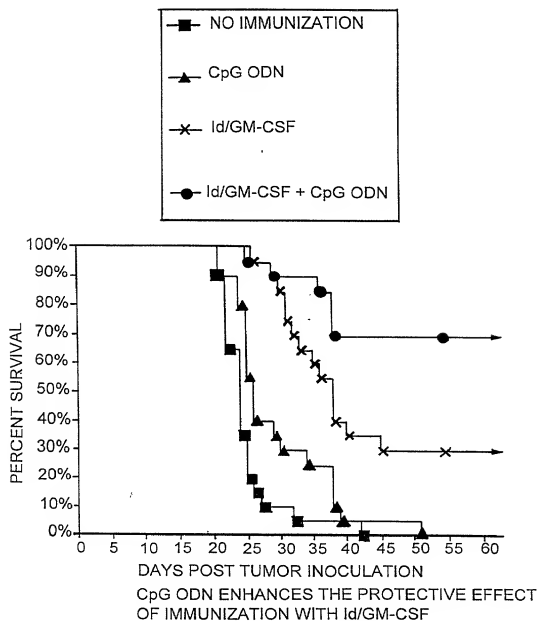 NO IMMUNIZATION
CpG ODN
Id/GM-CSF
Id/GM-CSF + CpG ODN
100%
90%
80%
70%
60%
50%
40%
30%
20%
10%
0%
PERCENT SURVIVAL
0 5 10 15 20 25 30 35 40 45 50 55 60
DAYS POST TUMOR INOCULATION
CpG ODN ENHANCES THE PROTECTIVE EFFECT
OF IMMUNIZATION WITH Id/GM-CSF